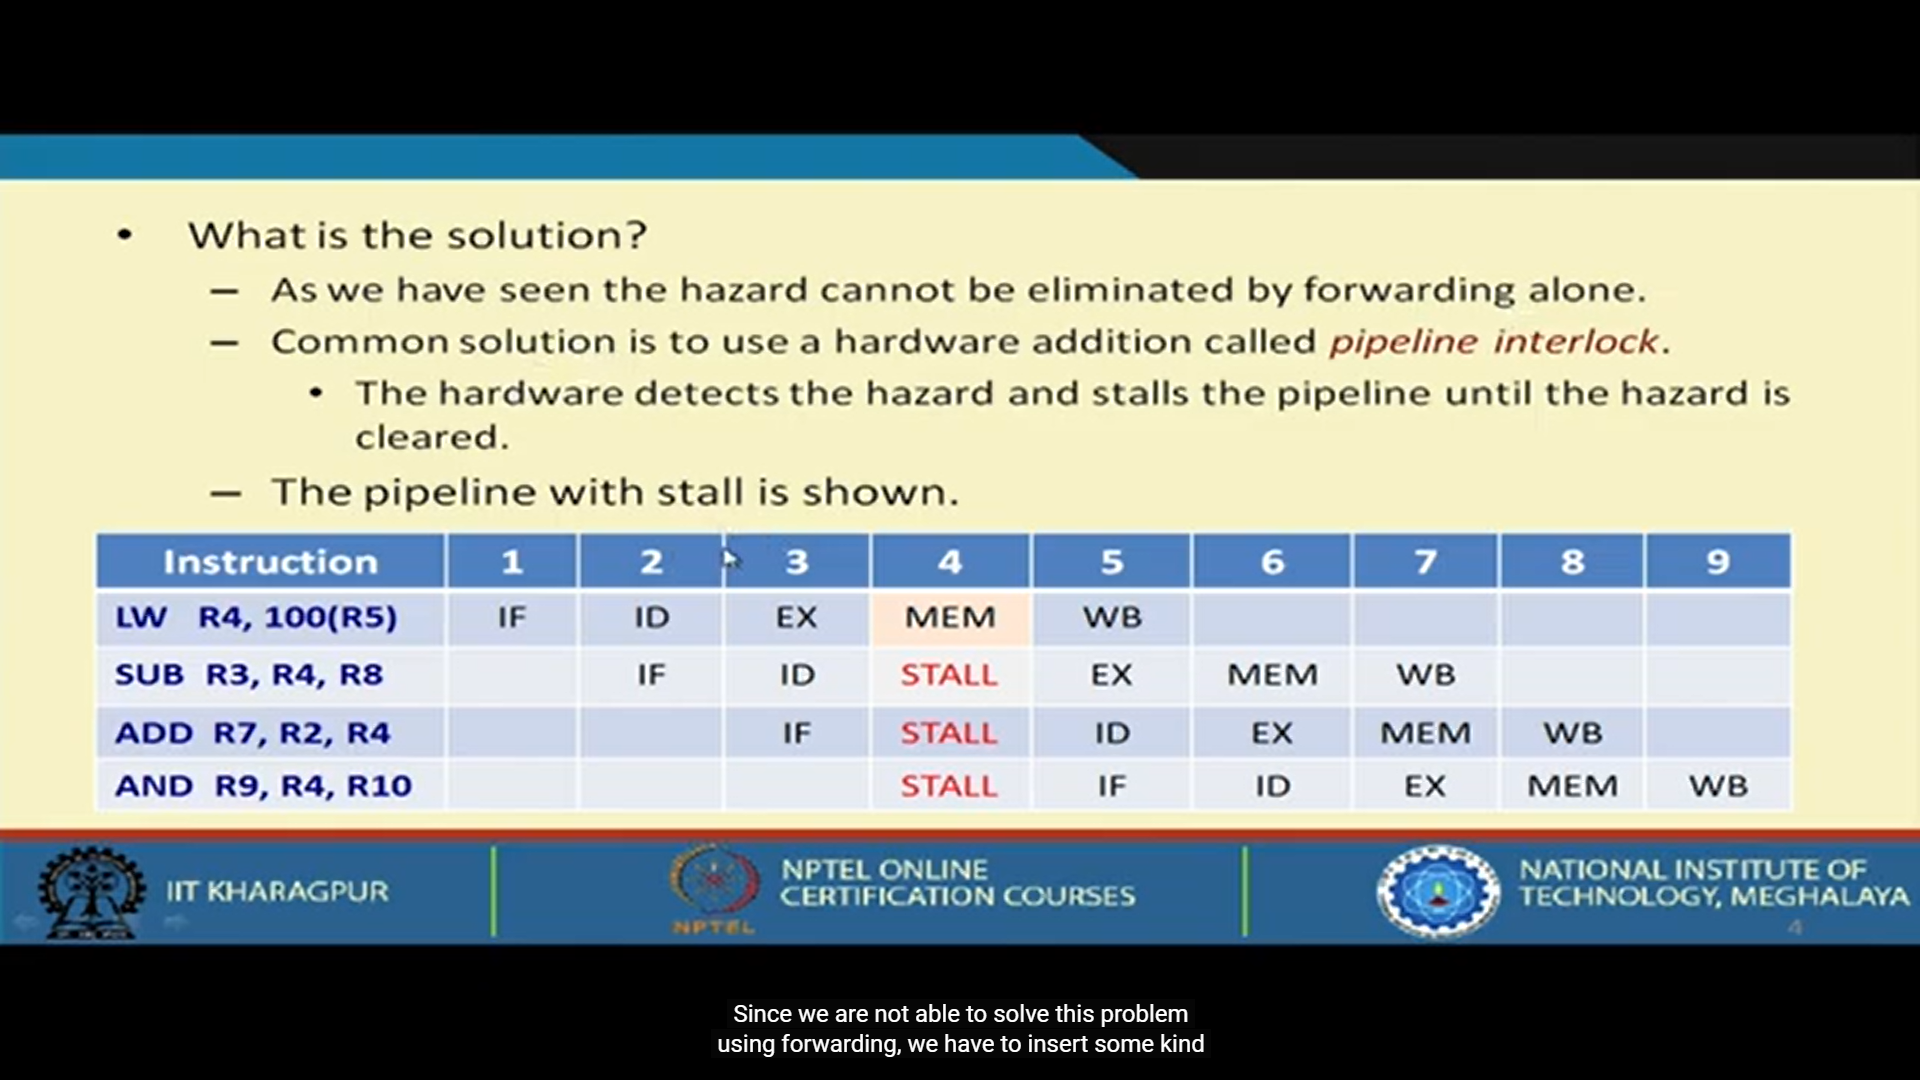 • What is the solution?
– As we have seen the hazard cannot be eliminated by forwarding alone.
– Common solution is to use a hardware addition called pipeline interlock.
• The hardware detects the hazard and stalls the pipeline until the hazard is
cleared.
– The pipeline with stall is shown.
Instruction 1 2 3 4 5 6 7 8 9
LW R4, 100(R5) IF ID EX MEM WB
SUB R3, R4, R8 IF ID STALL EX MEM WB
ADD R7, R2, R4 IF STALL ID EX MEM WB
AND R9, R4, R10 STALL IF ID EX MEM WB
IIT KHARAGPUR
NPTEL
NPTEL ONLINE
CERTIFICATION COURSES
NATIONAL INSTITUTE OF
TECHNOLOGY, MEGHALAYA
4
Since we are not able to solve this problem
using forwarding, we have to insert some kind